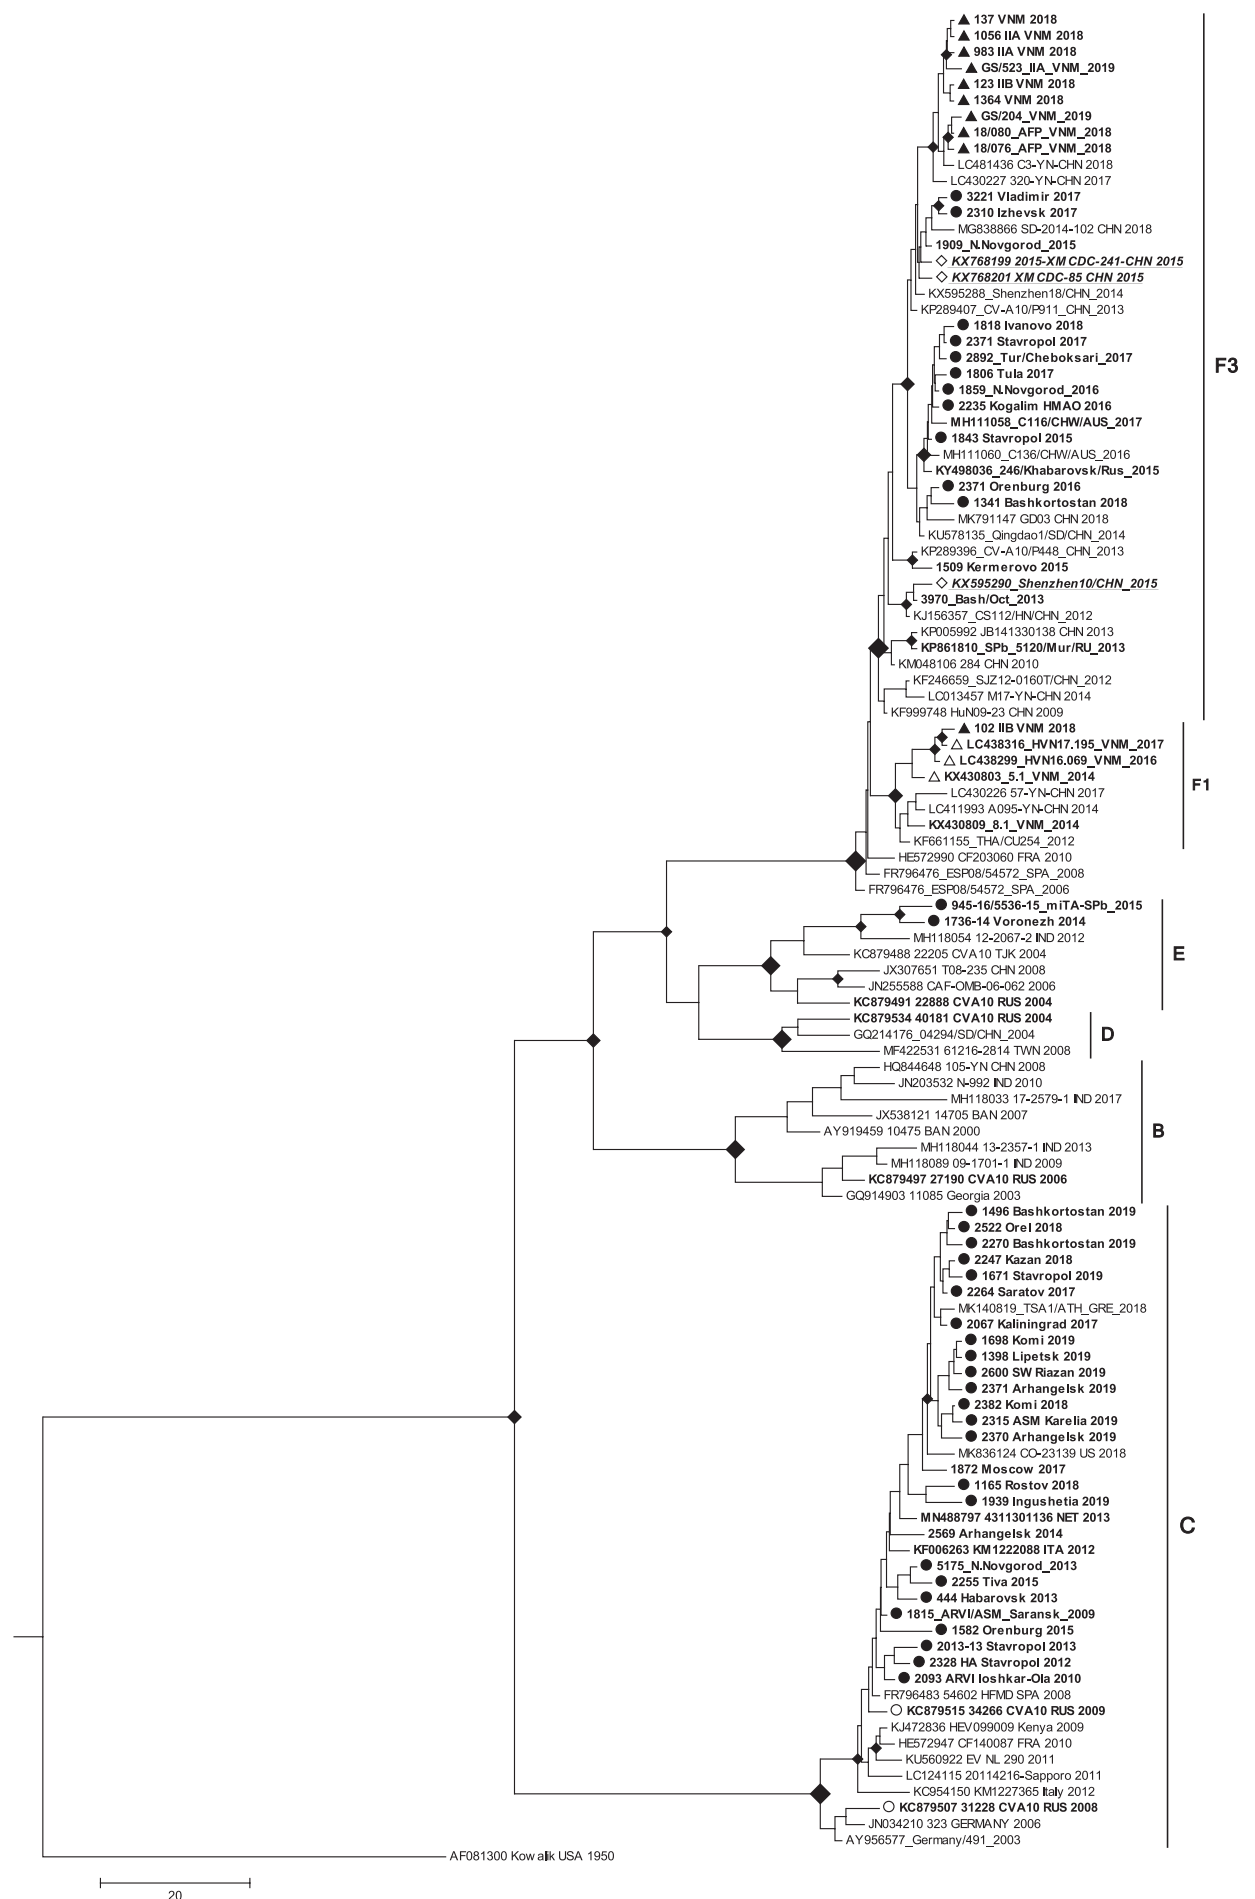 137 VNM 2018
1056 IIA VNM 2018
983 IIA VNM 2018
GS/523_IIA_VNM_2019
123 IIB VNM 2018
1364 VNM 2018
GS/204_VNM_2019
18/080_AFP_VNM_2018
18/076_AFP_VNM_2018
LC481436 C3-YN-CHN 2018
LC430227 320-YN-CHN 2017
3221 Vladimir 2017
2310 Izhevsk 2017
MG838866 SD-2014-102 CHN 2018
1909_N.Novgorod_2015
KX768199 2015-XM CDC-241-CHN 2015
KX768201 XM CDC-85 CHN 2015
KX595288_Shenzhen18/CHN_2014
KP289407_CV-A10/P911_CHN_2013
1818 Ivanovo 2018
2371 Stavropol 2017
2892_Tur/Cheboksari_2017
F3
1806 Tula 2017
1859_N.Novgorod_2016
2235 Kogalim HMAO 2016
MH111058_C116/CHW/AUS_2017
1843 Stavropol 2015
MH111060_C136/CHW/AUS_2016
KY498036_246/Khabarovsk/Rus_2015
2371 Orenburg 2016
1341 Bashkortostan 2018
MK791147 GD03 CHN 2018
KU578135_Qingdao1/SD/CHN_2014
KP289396_CV-A10/P448_CHN_2013
1509 Kermerovo 2015
KX595290_Shenzhen10/CHN_2015
3970_Bash/Oct_2013
KJ156357_CS112/HN/CHN_2012
KP005992 JB141330138 CHN 2013
KP861810_SPb_5120/Mur/RU_2013
KM048106 284 CHN 2010
KF246659_SJZ12-0160T/CHN_2012
LC013457 M17-YN-CHN 2014
KF999748 HuN09-23 CHN 2009
102 IIB VNM 2018
LC438316_HVN17.195_VNM_2017
LC438299_HVN16.069_VNM_2016
KX430803_5.1_VNM_2014
F1
LC430226 57-YN-CHN 2017
LC411993 A095-YN-CHN 2014
KX430809_8.1_VNM_2014
KF661155_THA/CU254_2012
HE572990 CF203060 FRA 2010
FR796476_ESP08/54572_SPA_2008
FR796476_ESP08/54572_SPA_2006
945-16/5536-15_miTA-SPb_2015
1736-14 Voronezh 2014
MH118054 12-2067-2 IND 2012
E
KC879488 22205 CVA10 TJK 2004
JX307651 T08-235 CHN 2008
JN255588 CAF-OMB-06-062 2006
KC879491 22888 CVA10 RUS 2004
KC879534 40181 CVA10 RUS 2004
GQ214176_04294/SD/CHN_2004
D
MF422531 61216-2814 TWN 2008
HQ844648 105-YN CHN 2008
JN203532 N-992 IND 2010
MH118033 17-2579-1 IND 2017
JX538121 14705 BAN 2007
AY919459 10475 BAN 2000
B
MH118044 13-2357-1 IND 2013
MH118089 09-1701-1 IND 2009
KC879497 27190 CVA10 RUS 2006
GQ914903 11085 Georgia 2003
1496 Bashkortostan 2019
2522 Orel 2018
2270 Bashkortostan 2019
2247 Kazan 2018
1671 Stavropol 2019
2264 Saratov 2017
MK140819_TSA1/ATH_GRE_2018
2067 Kaliningrad 2017
1698 Komi 2019
1398 Lipetsk 2019
2600 SW Riazan 2019
2371 Arhangelsk 2019
2382 Komi 2018
2315 ASM Karelia 2019
2370 Arhangelsk 2019
MK836124 CO-23139 US 2018
1872 Moscow 2017
1165 Rostov 2018
1939 Ingushetia 2019
MN488797 4311301136 NET 2013
C
2569 Arhangelsk 2014
KF006263 KM1222088 ITA 2012
5175_N.Novgorod_2013
2255 Tiva 2015
444 Habarovsk 2013
1815_ARVI/ASM_Saransk_2009
1582 Orenburg 2015
2013-13 Stavropol 2013
2328 HA Stavropol 2012
2093 ARVI Ioshkar-Ola 2010
FR796483 54602 HFMD SPA 2008
KC879515 34266 CVA10 RUS 2009
KJ472836 HEV099009 Kenya 2009
HE572947 CF140087 FRA 2010
KU560922 EV NL 290 2011
LC124115 20114216-Sapporo 2011
KC954150 KM1227365 Italy 2012
KC879507 31228 CVA10 RUS 2008
JN034210 323 GERMANY 2006
AY956577_Germany/491_2003
AF081300 Kowalik USA 1950
20